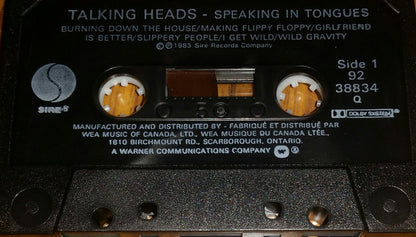 TALKING HEADS - SPEAKING IN TONGUES
BURNING DOWN THE HOUSE/MAKING FLIPPY FLOPPY/GIRLFRIEND
IS BETTER/SLIPPERY PEOPLE/I GET WILD/WILD GRAVITY
©ⓟ1983 Sire Records Company
Side 1
92
38834
Q
SIRE
DOLBY SYSTEM
50
MANUFACTURED AND DISTRIBUTED BY - FABRIQUÉ ET DISTRIBUÉ PAR
WEA MUSIC OF CANADA, LTD., WEA MUSIQUE DU CANADA LTÉE.,
1810 BIRCHMOUNT RD., SCARBOROUGH, ONTARIO.
A WARNER COMMUNICATIONS COMPANY